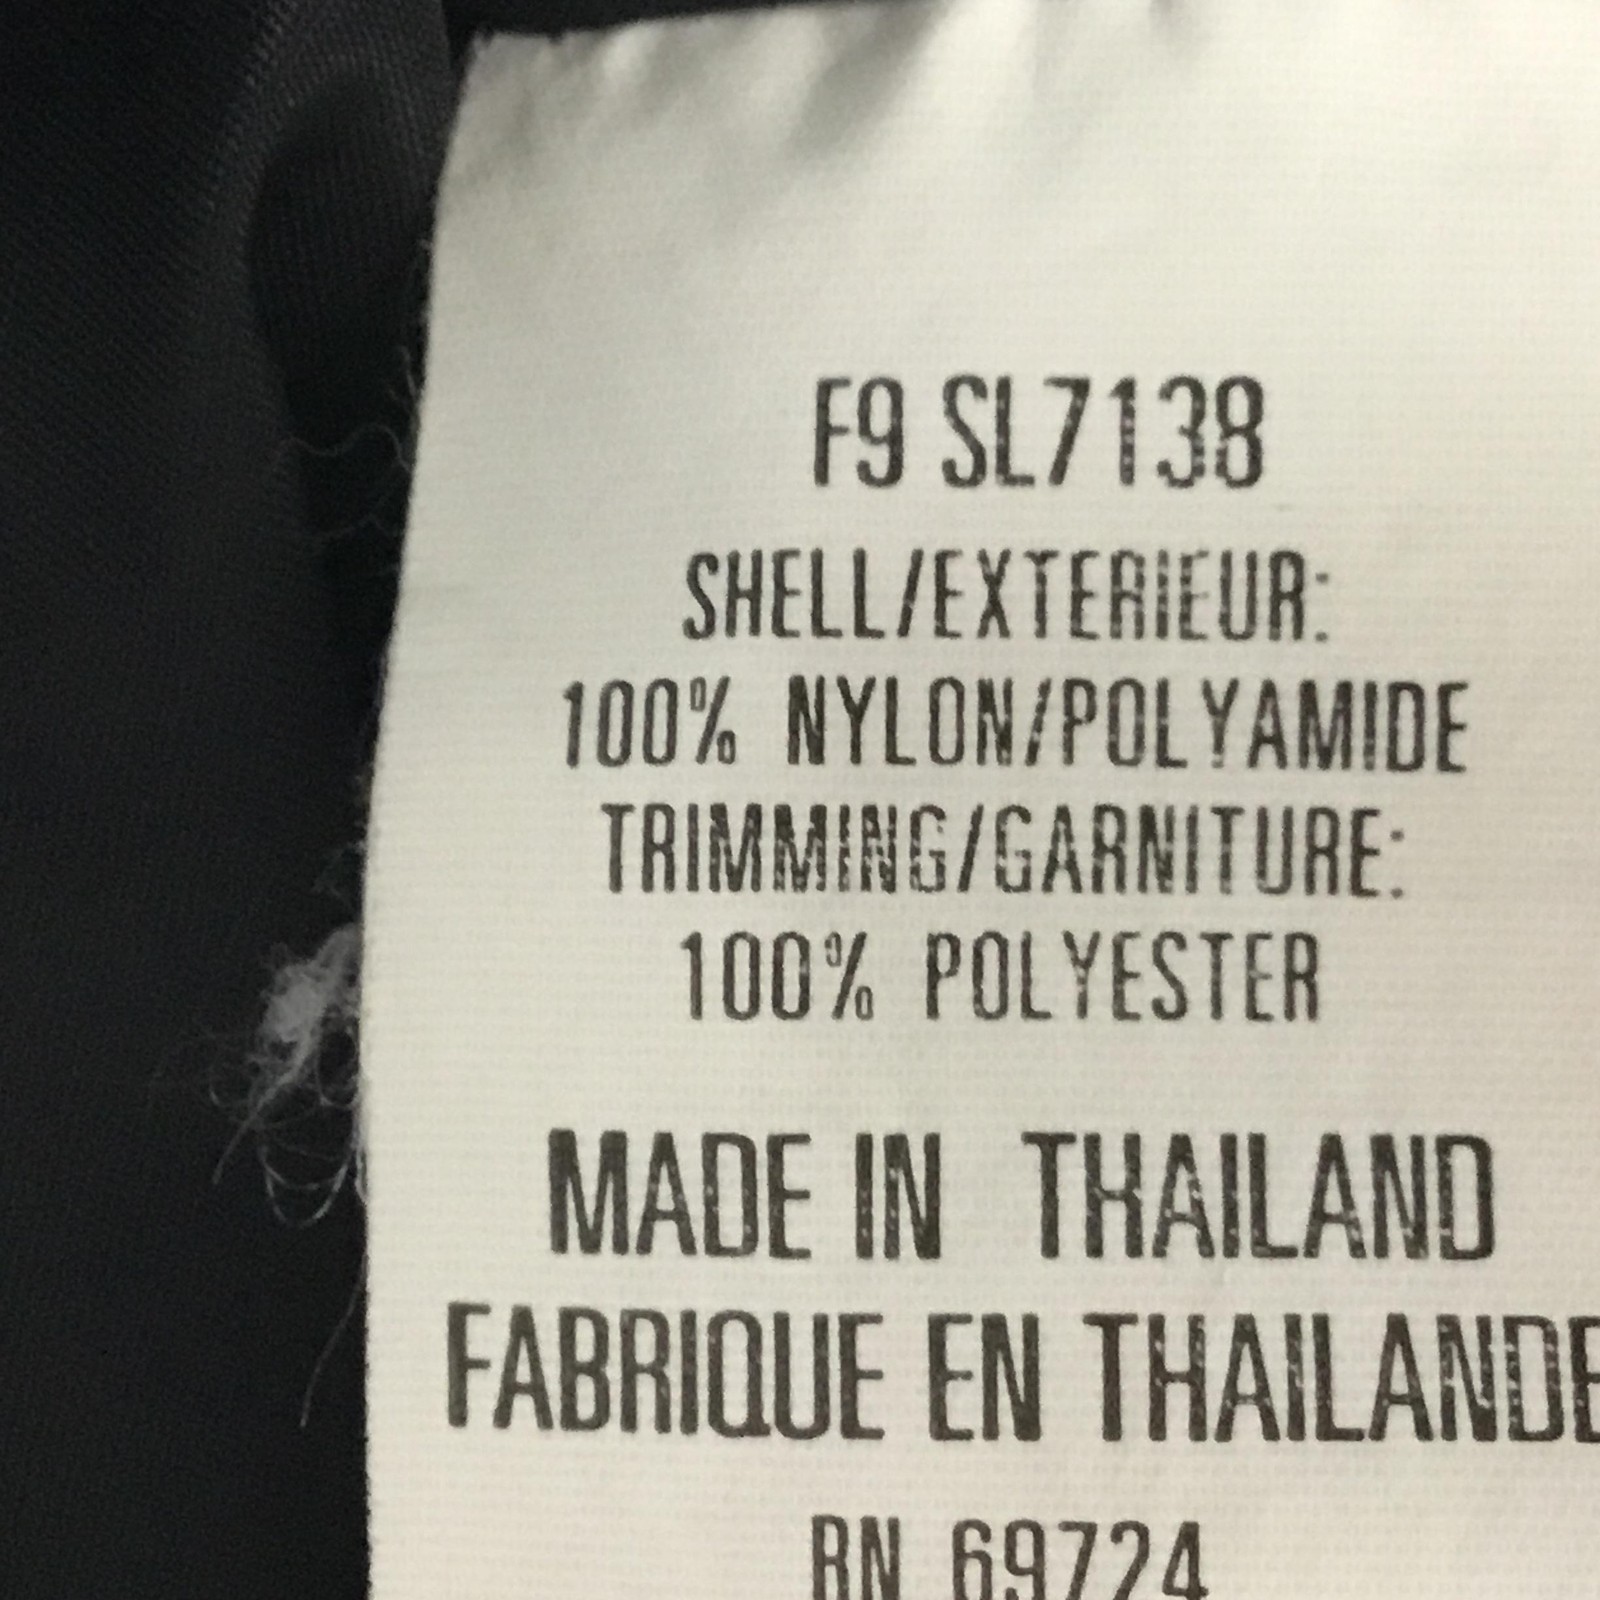 F9 SL7138
SHELL/EXTERIEUR:
100% NYLON/POLYAMIDE
TRIMMING/GARNITURE:
100% POLYESTER
MADE IN THAILAND
FABRIQUE EN THAILANDE
RN 69724